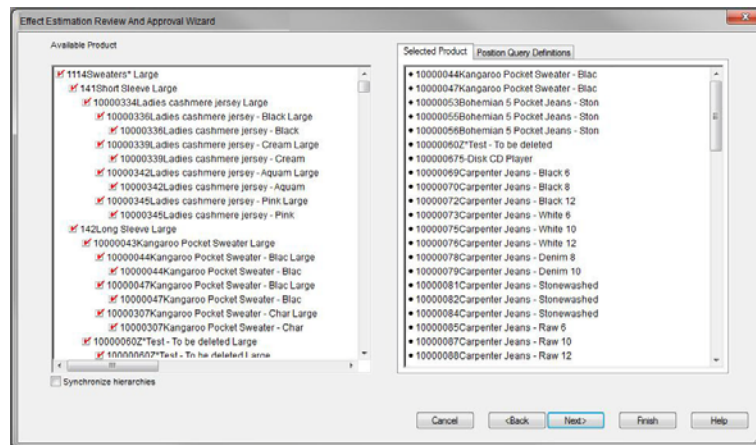 Effect Estimation Review And Approval Wizard
Available Product
1114Sweaters* Large
141Short Sleeve Large
10000334Ladies cashmere jersey Large
10000336Ladies cashmere jersey - Black Large
10000336Ladies cashmere jersey - Black
10000339Ladies cashmere jersey - Cream Large
10000339Ladies cashmere jersey - Cream
10000342Ladies cashmere jersey - Aquam Large
10000342Ladies cashmere jersey - Aquam
10000345Ladies cashmere jersey - Pink Large
10000345Ladies cashmere jersey - Pink
142Long Sleeve Large
10000043Kangaroo Pocket Sweater Large
10000044Kangaroo Pocket Sweater - Blac Large
10000044Kangaroo Pocket Sweater - Blac
10000047Kangaroo Pocket Sweater - Blac Large
10000047Kangaroo Pocket Sweater - Blac
10000307Kangaroo Pocket Sweater - Char Large
10000307Kangaroo Pocket Sweater - Char
10000060Z*Test - To be deleted Large
10000060Z*Test - To be deleted Large
Synchronize hierarchies
Selected Product
Position Query Definitions
10000044Kangaroo Pocket Sweater - Blac
10000047Kangaroo Pocket Sweater - Blac
10000053Bohemian 5 Pocket Jeans - Ston
10000055Bohemian 5 Pocket Jeans - Ston
10000056Bohemian 5 Pocket Jeans - Ston
10000060Z*Test - To be deleted
100000675-Disk CD Player
10000069Carpenter Jeans - Black 6
10000070Carpenter Jeans - Black 8
10000072Carpenter Jeans - Black 12
10000073Carpenter Jeans - White 6
10000075Carpenter Jeans - White 10
10000076Carpenter Jeans - White 12
10000078Carpenter Jeans - Denim 8
10000079Carpenter Jeans - Denim 10
10000081Carpenter Jeans - Stonewashed
10000082Carpenter Jeans - Stonewashed
10000084Carpenter Jeans - Stonewashed
10000085Carpenter Jeans - Raw 6
10000087Carpenter Jeans - Raw 10
10000088Carpenter Jeans - Raw 12
Cancel
<Back
Next>
Finish
Help